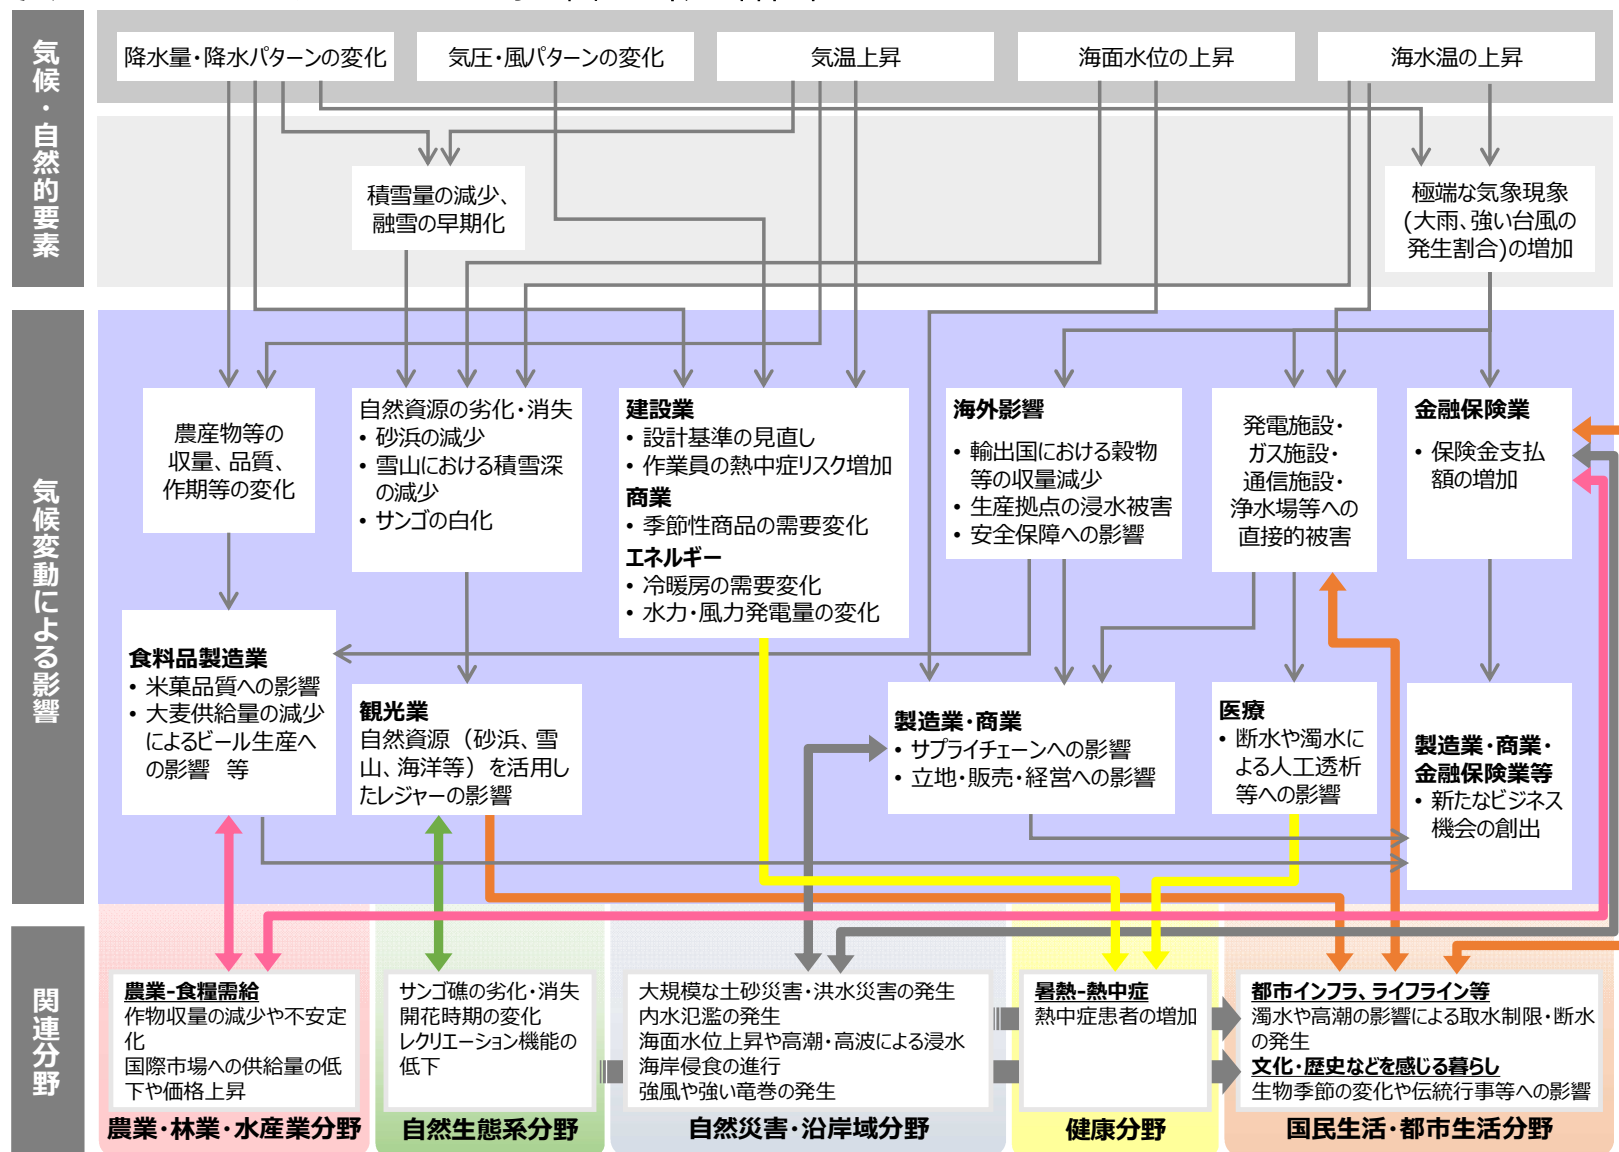 気候・自然的要素
降水量・降水パターンの変化
気圧・風パターンの変化
気温上昇
海面水位の上昇
海水温の上昇
積雪量の減少、
融雪の早期化
極端な気象現象
(大雨、強い台風の
発生割合)の増加
気候変動による影響
農産物等の
収量、品質、
作期等の変化
自然資源の劣化・消失
• 砂浜の減少
• 雪山における積雪深
の減少
• サンゴの白化
建設業
• 設計基準の見直し
• 作業員の熱中症リスク増加
商業
• 季節性商品の需要変化
エネルギー
• 冷暖房の需要変化
• 水力・風力発電量の変化
海外影響
• 輸出国における穀物
等の収量減少
• 生産拠点の浸水被害
• 安全保障への影響
発電施設・
ガス施設・
通信施設・
浄水場等への
直接的被害
金融保険業
• 保険金支払
額の増加
食料品製造業
• 米菓品質への影響
• 大麦供給量の減少
によるビール生産へ
の影響 等
観光業
自然資源（砂浜、雪
山、海洋等）を活用し
たレジャーの影響
製造業・商業
• サプライチェーンへの影響
• 立地・販売・経営への影響
医療
• 断水や濁水に
よる人工透析
等への影響
製造業・商業・
金融保険業等
• 新たなビジネス
機会の創出
関連分野
農業-食糧需給
作物収量の減少や不安定
化
国際市場への供給量の低
下や価格上昇
農業・林業・水産業分野
サンゴ礁の劣化・消失
開花時期の変化
レクリエーション機能の
低下
自然生態系分野
大規模な土砂災害・洪水災害の発生
内水氾濫の発生
海面水位上昇や高潮・高波による浸水
海岸侵食の進行
強風や強い竜巻の発生
自然災害・沿岸域分野
暑熱-熱中症
熱中症患者の増加
健康分野
都市インフラ、ライフライン等
濁水や高潮の影響による取水制限・断水
の発生
文化・歴史などを感じる暮らし
生物季節の変化や伝統行事等への影響
国民生活・都市生活分野